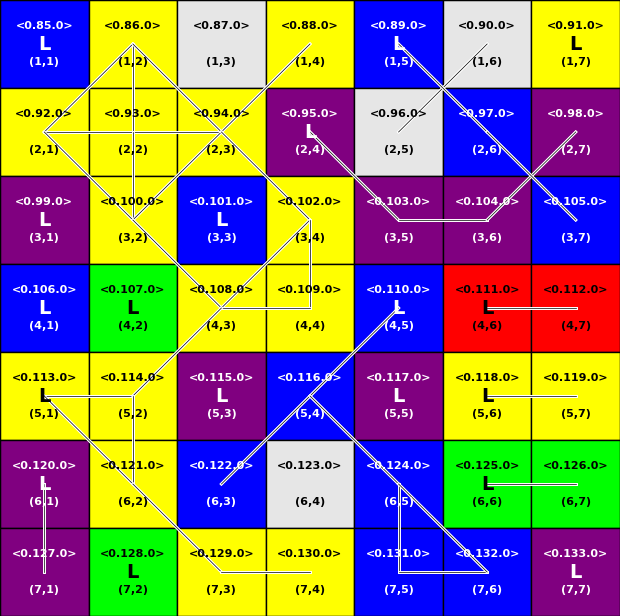 <0.85.0> <0.86.0> <0.87.0> <0.88.0> <0.89.0> <0.90.0> <0.91.0>
L L L
(1,1) (1,2) (1,3) (1,4) (1,5) (1,6) (1,7)
<0.92.0> <0.93.0> <0.94.0> <0.95.0> <0.96.0> <0.97.0> <0.98.0>
L
(2,1) (2,2) (2,3) (2,4) (2,5) (2,6) (2,7)
<0.99.0> <0.100.0> <0.101.0> <0.102.0> <0.103.0> <0.104.0> <0.105.0>
L L
(3,1) (3,2) (3,3) (3,4) (3,5) (3,6) (3,7)
<0.106.0> <0.107.0> <0.108.0> <0.109.0> <0.110.0> <0.111.0> <0.112.0>
L L L L
(4,1) (4,2) (4,3) (4,4) (4,5) (4,6) (4,7)
<0.113.0> <0.114.0> <0.115.0> <0.116.0> <0.117.0> <0.118.0> <0.119.0>
L L L L
(5,1) (5,2) (5,3) (5,4) (5,5) (5,6) (5,7)
<0.120.0> <0.121.0> <0.122.0> <0.123.0> <0.124.0> <0.125.0> <0.126.0>
L L
(6,1) (6,2) (6,3) (6,4) (6,5) (6,6) (6,7)
<0.127.0> <0.128.0> <0.129.0> <0.130.0> <0.131.0> <0.132.0> <0.133.0>
L L
(7,1) (7,2) (7,3) (7,4) (7,5) (7,6) (7,7)